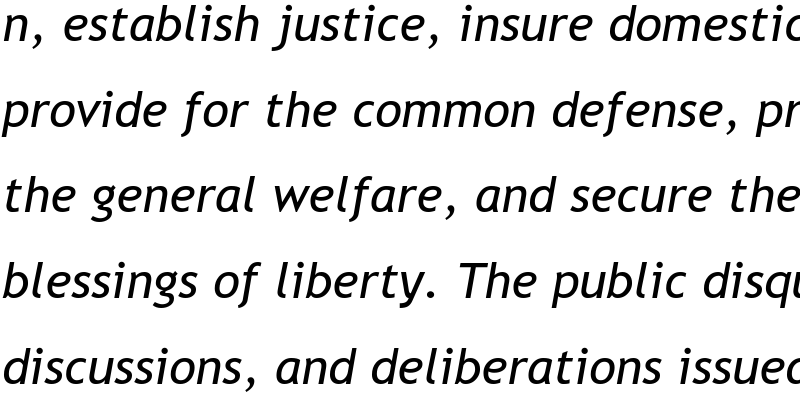 n, establish justice, insure domestic
provide for the common defense, pr
the general welfare, and secure the
blessings of liberty. The public disqu
discussions, and deliberations issued